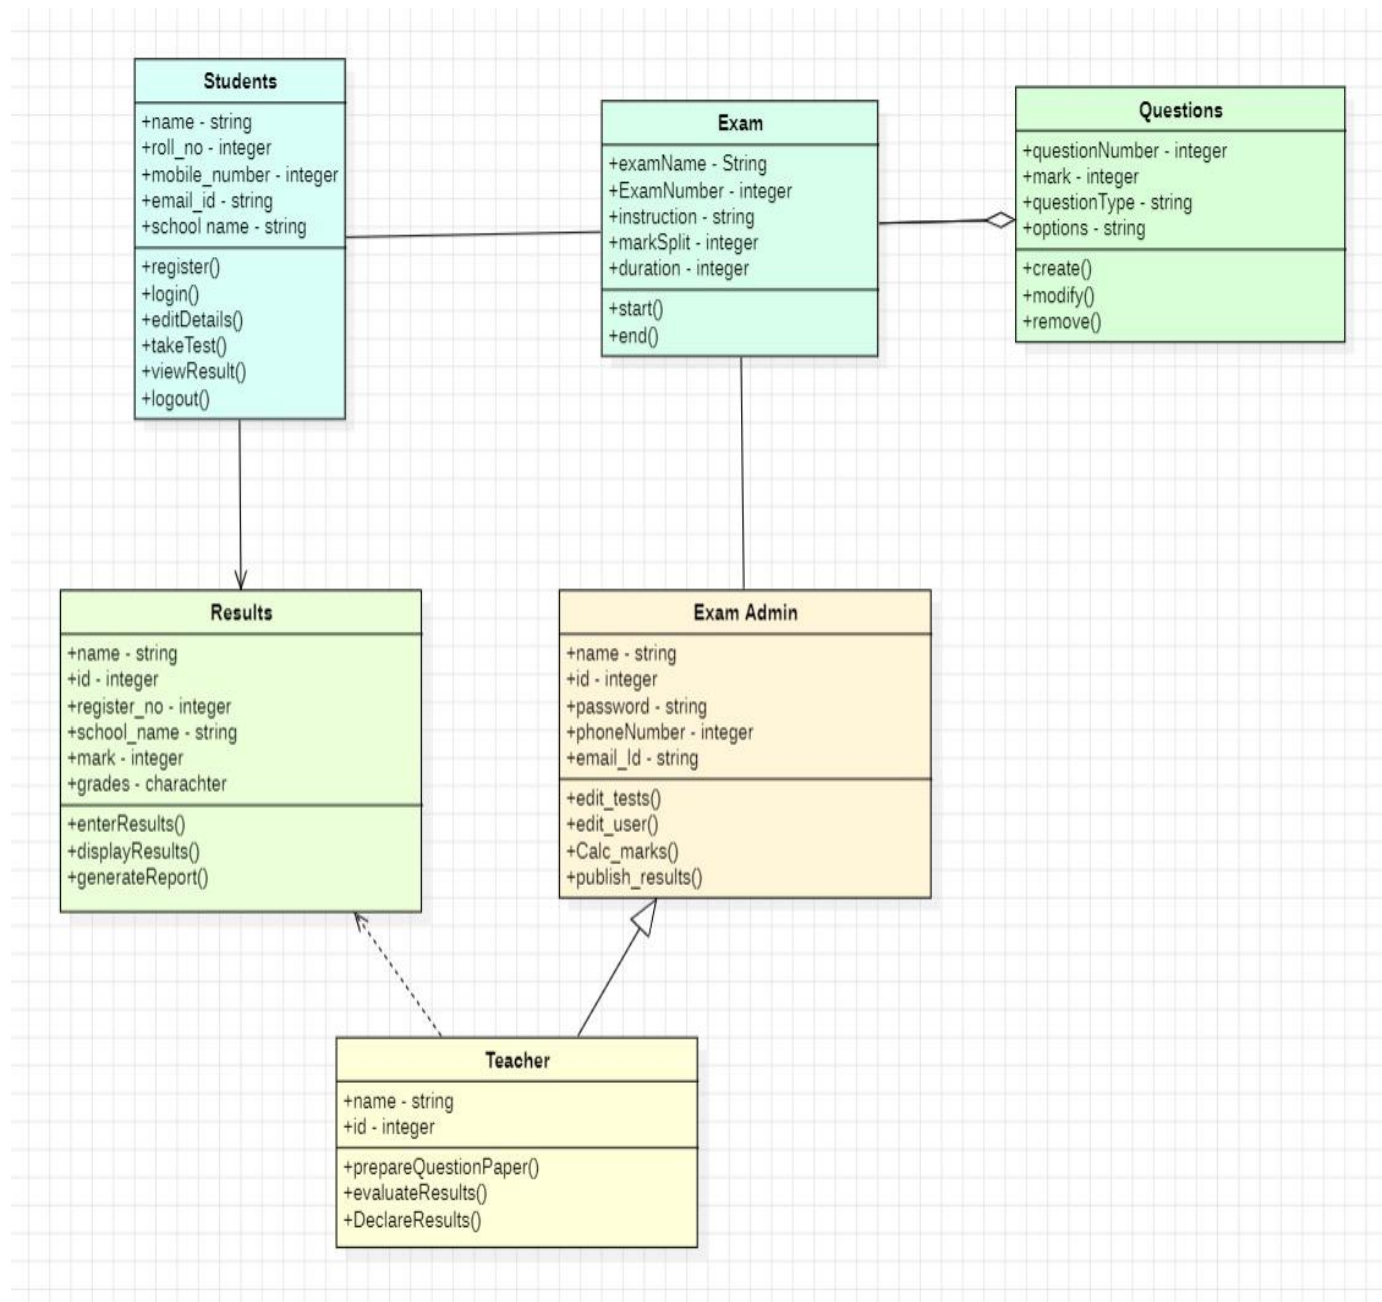 Students
+name - string
+roll_no - integer
+mobile_number - integer
+email_id - string
+school name - string
+register()
+login()
+editDetails()
+takeTest()
+viewResult()
+logout()
Exam
+examName - String
+ExamNumber - integer
+instruction - string
+markSplit - integer
+duration - integer
+start()
+end()
Questions
+questionNumber - integer
+mark - integer
+questionType - string
+options - string
+create()
+modify()
+remove()
Results
+name - string
+id - integer
+register_no - integer
+school_name - string
+mark - integer
+grades - charachter
+enterResults()
+displayResults()
+generateReport()
Exam Admin
+name - string
+id - integer
+password - string
+phoneNumber - integer
+email_Id - string
+edit_tests()
+edit_user()
+Calc_marks()
+publish_results()
Teacher
+name - string
+id - integer
+prepareQuestionPaper()
+evaluateResults()
+DeclareResults()